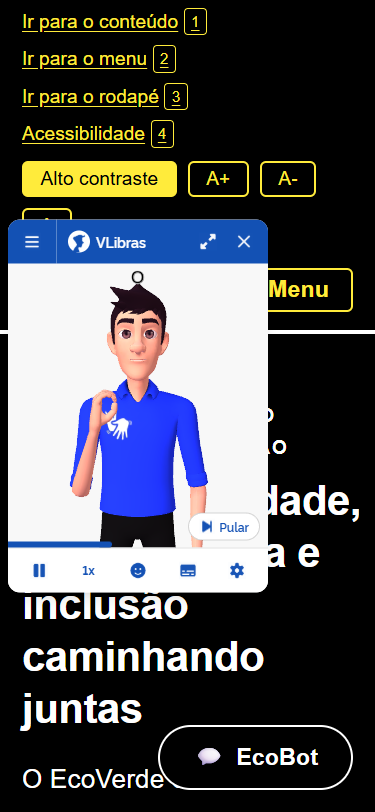 Ir para o conteúdo 1
Ir para o menu 2
Ir para o rodapé 3
Acessibilidade 4
Alto contraste A+ A-
VLibras
O
Menu
Pular
1x
inclusão
caminhando
juntas
EcoBot
O EcoVerde